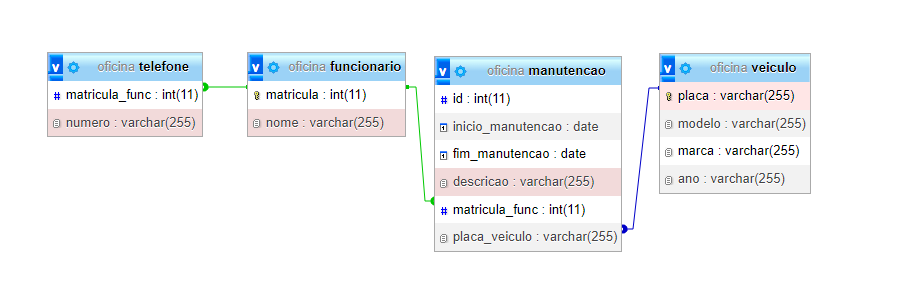 v oficina telefone
# matricula_func : int(11)
numero : varchar(255)
v oficina funcionario
matricula : int(11)
nome : varchar(255)
v oficina manutencao
# id : int(11)
inicio_manutencao : date
fim_manutencao : date
descricao : varchar(255)
# matricula_func : int(11)
placa_veiculo : varchar(255)
v oficina veiculo
placa : varchar(255)
modelo : varchar(255)
marca : varchar(255)
ano : varchar(255)